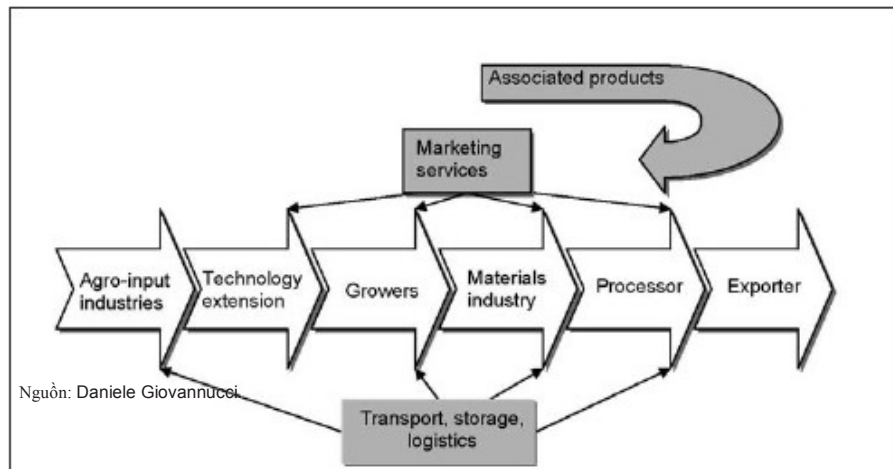 Associated products
Marketing
services
Agro-input
industries
Technology
extension
Growers
Materials
industry
Processor
Exporter
Nguồn: Daniele Giovannucci
Transport, storage,
logistics